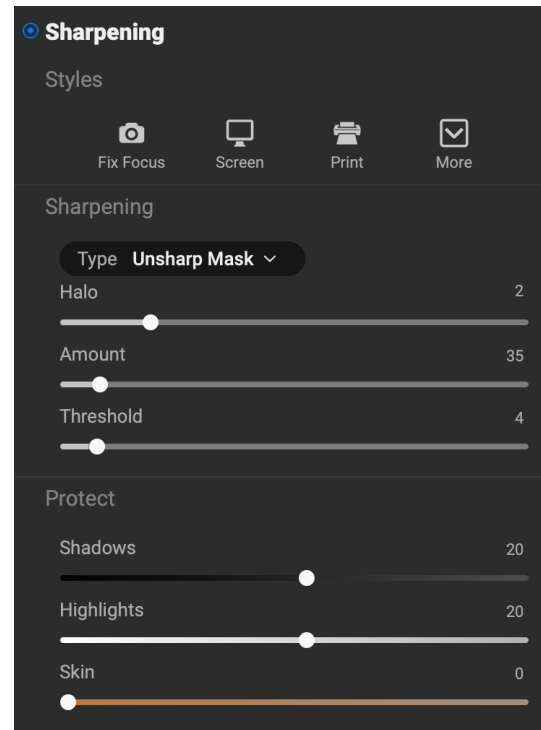 Sharpening
Styles
Fix Focus Screen Print More
Sharpening
Type Unsharp Mask
Halo 2
Amount 35
Threshold 4
Protect
Shadows 20
Highlights 20
Skin 0